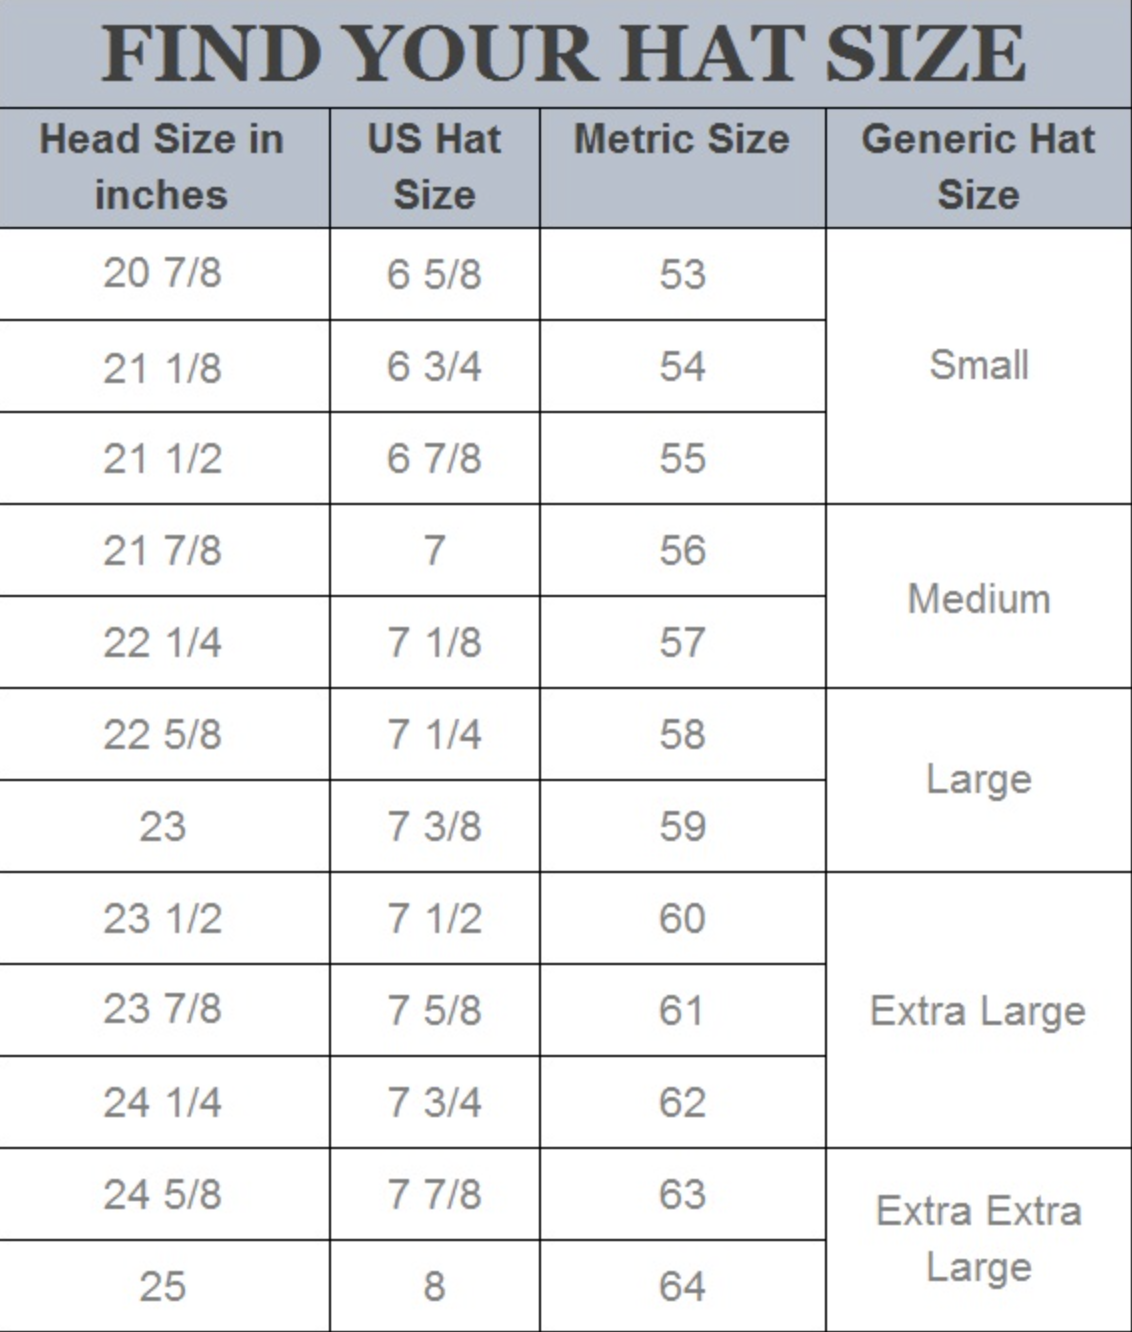 FIND YOUR HAT SIZE
Head Size in inches US Hat Size Metric Size Generic Hat Size
20 7/8 6 5/8 53
21 1/8 6 3/4 54 Small
21 1/2 6 7/8 55
21 7/8 7 56
Medium
22 1/4 7 1/8 57
22 5/8 7 1/4 58
Large
23 7 3/8 59
23 1/2 7 1/2 60
23 7/8 7 5/8 61 Extra Large
24 1/4 7 3/4 62
24 5/8 7 7/8 63
Extra Extra Large
25 8 64